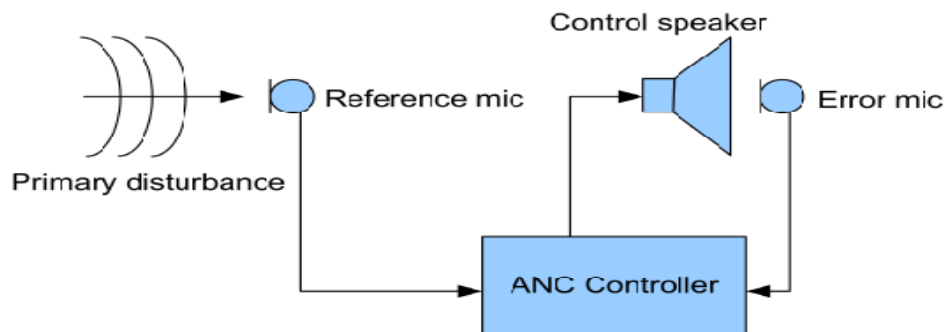 Control speaker
Reference mic
Error mic
Primary disturbance
ANC Controller